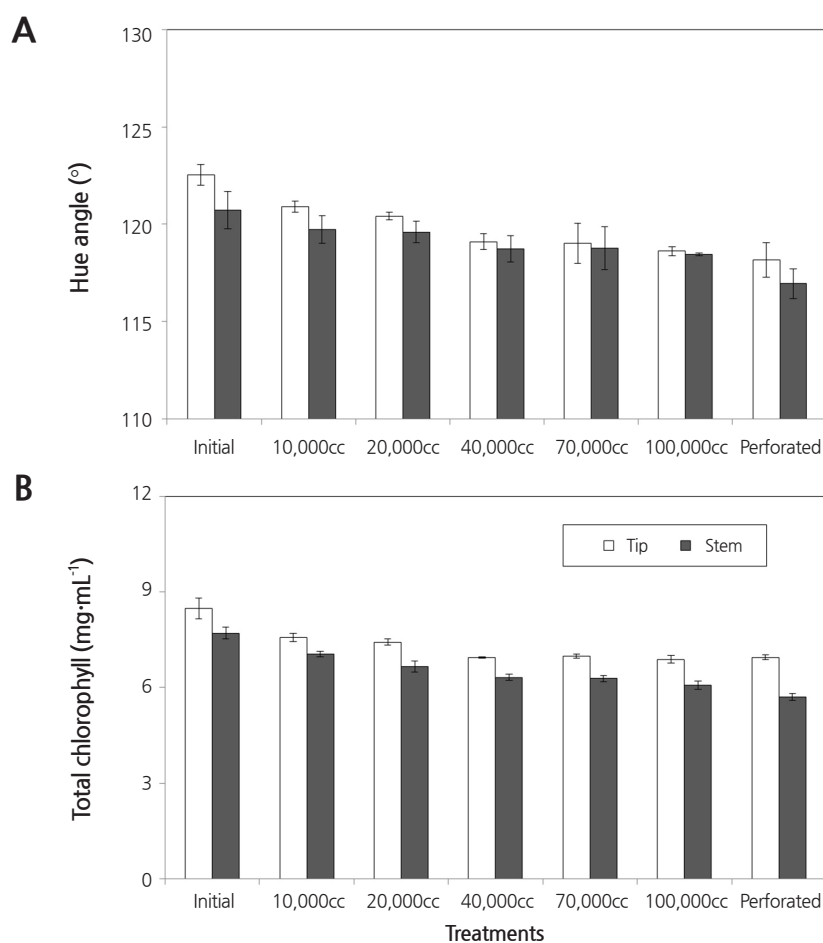 A
Hue angle (°)
130
125
120
115
110
Initial 10,000cc 20,000cc 40,000cc 70,000cc 100,000cc Perforated
B
Total chlorophyll (mg·mL⁻¹)
12
9
6
3
0
Tip Stem
Initial 10,000cc 20,000cc 40,000cc 70,000cc 100,000cc Perforated
Treatments